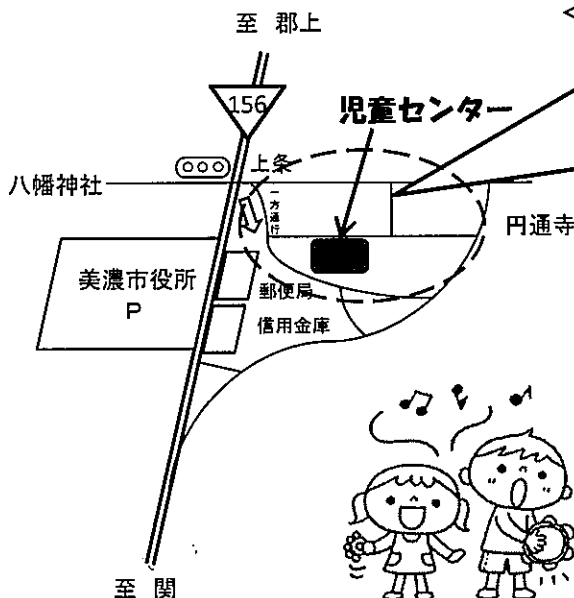 至 郡上
<
156
児童センター
上条
八幡神社
一方通行
円通寺
美濃市役所
P
郵便局
信用金庫
至 関